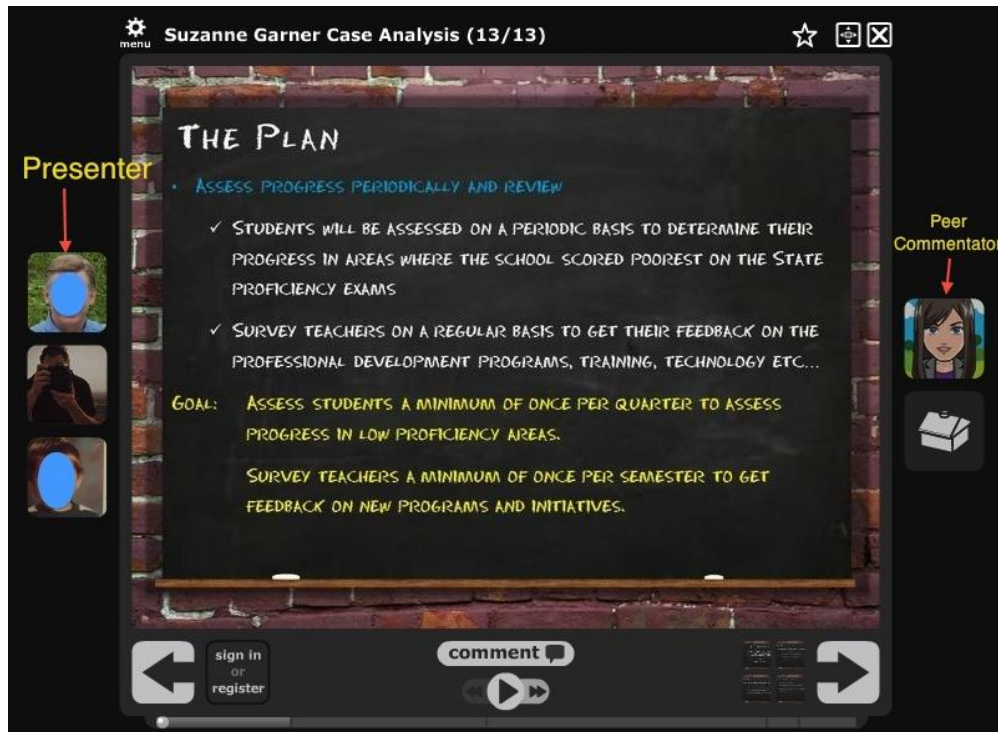 menu
Suzanne Garner Case Analysis (13/13)
Presenter
Peer
Commentator
THE PLAN
• ASSESS PROGRESS PERIODICALLY AND REVIEW
✓ STUDENTS WILL BE ASSESSED ON A PERIODIC BASIS TO DETERMINE THEIR
PROGRESS IN AREAS WHERE THE SCHOOL SCORED POOREST ON THE STATE
PROFICIENCY EXAMS
✓ SURVEY TEACHERS ON A REGULAR BASIS TO GET THEIR FEEDBACK ON THE
PROFESSIONAL DEVELOPMENT PROGRAMS, TRAINING, TECHNOLOGY ETC...
GOAL: ASSESS STUDENTS A MINIMUM OF ONCE PER QUARTER TO ASSESS
PROGRESS IN LOW PROFICIENCY AREAS.
SURVEY TEACHERS A MINIMUM OF ONCE PER SEMESTER TO GET
FEEDBACK ON NEW PROGRAMS AND INITIATIVES.
sign in
or
register
comment